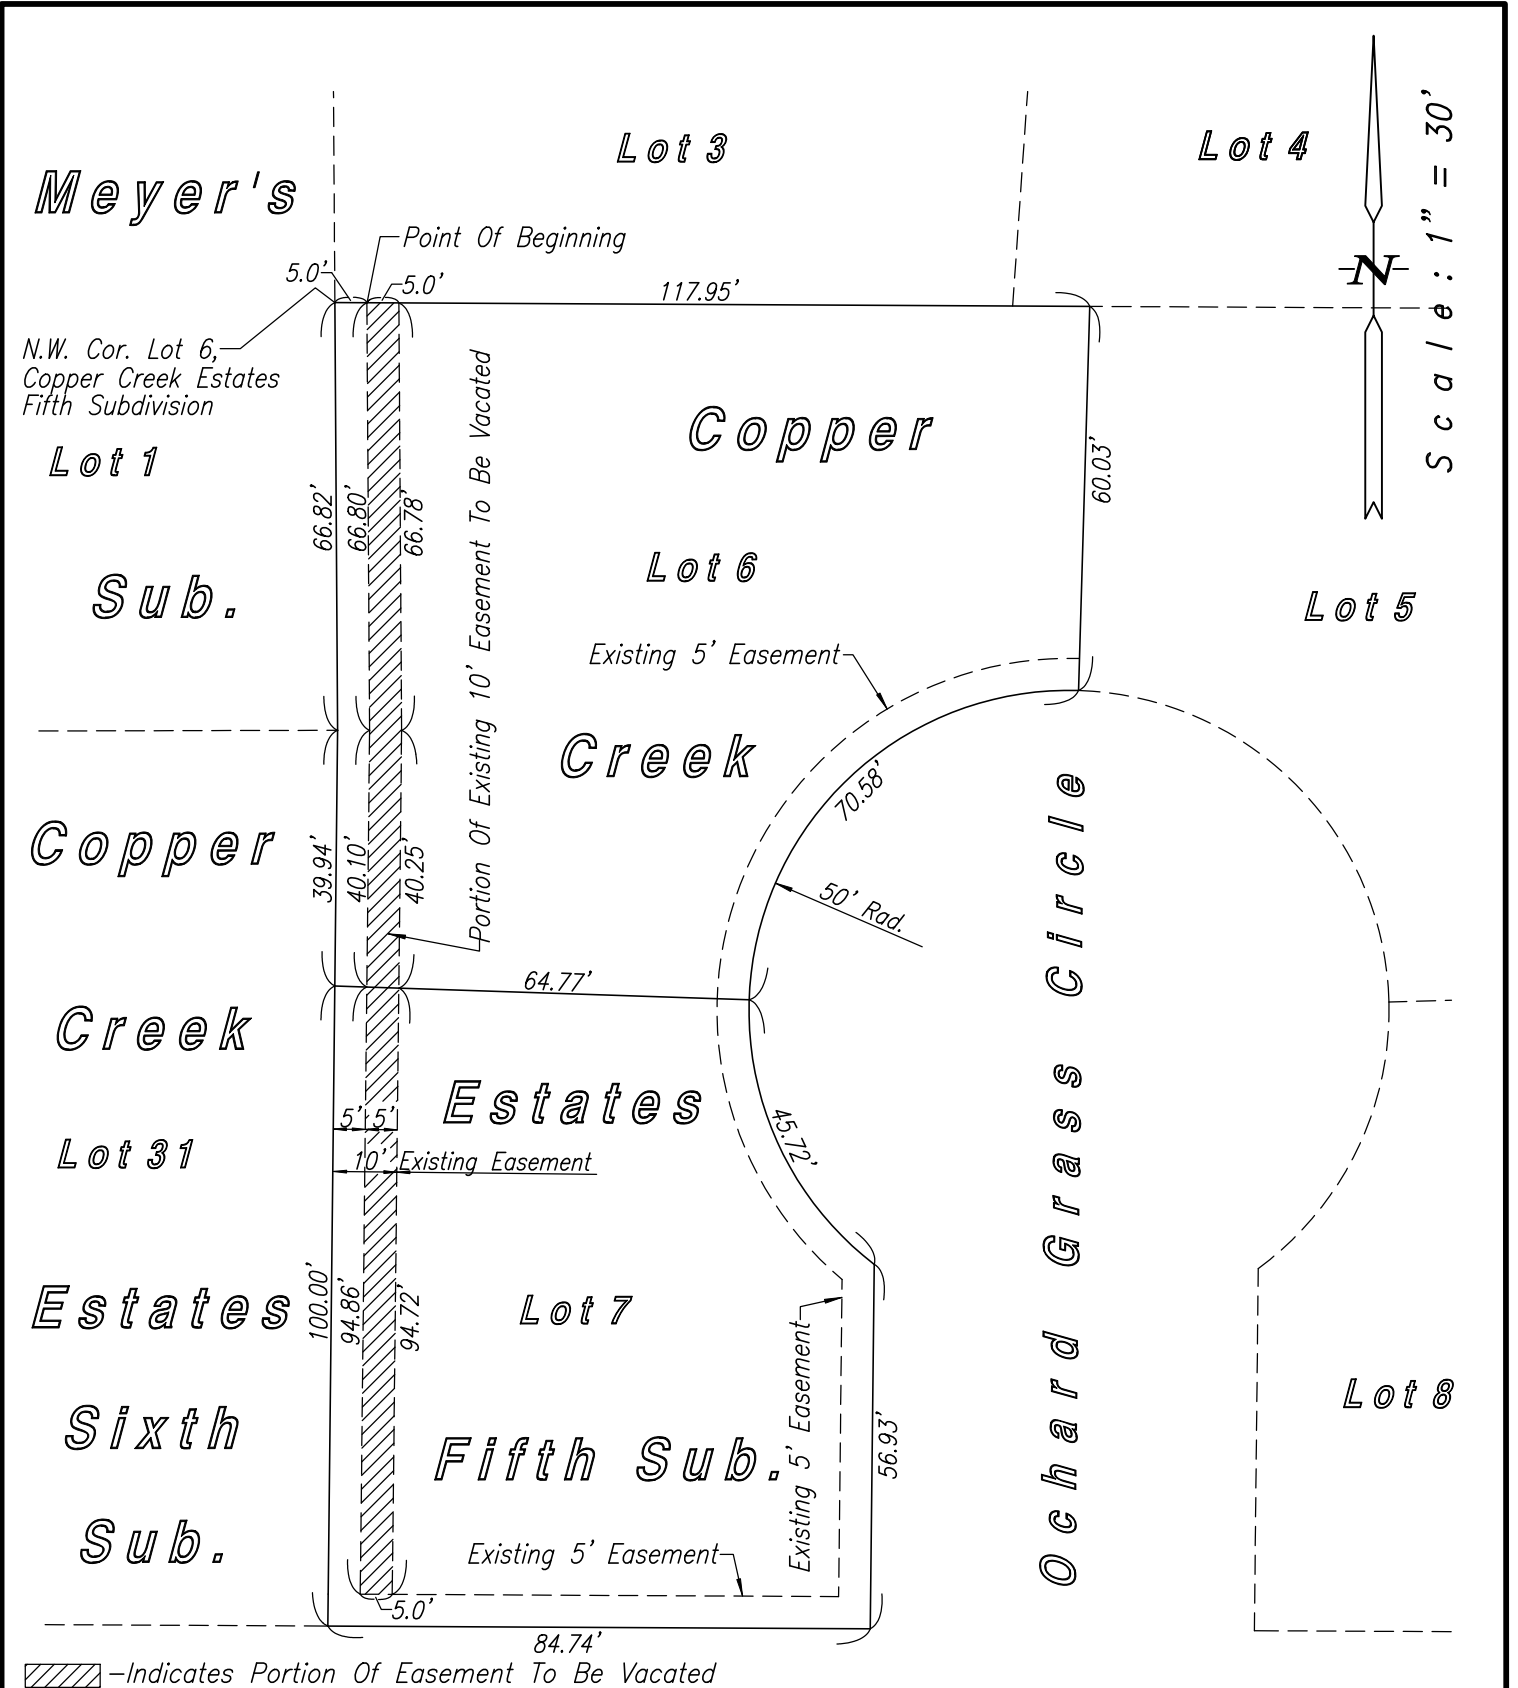 Lot 3
Lot 4
Meyer's
Scale: 1" = 30'
Point Of Beginning
N
5.0'
5.0'
117.95'
N.W. Cor. Lot 6,
Copper Creek Estates
Fifth Subdivision
Portion Of Existing 10' Easement To Be Vacated
Copper
Lot 1
60.03'
66.82'
66.80'
66.78'
Lot 6
Sub.
Lot 5
Existing 5' Easement
Creek
70.58'
Copper
39.94'
40.10'
40.25'
50' Rad.
Ochard Grass Circle
64.77'
Creek
Estates
5'
5'
45.72'
Lot 31
10' Existing Easement
100.00'
94.86'
94.72'
Estates
Lot 7
Existing 5' Easement
Lot 8
Sixth
Fifth Sub.
56.93'
Sub.
Existing 5' Easement
5.0'
84.74'
-Indicates Portion Of Easement To Be Vacated